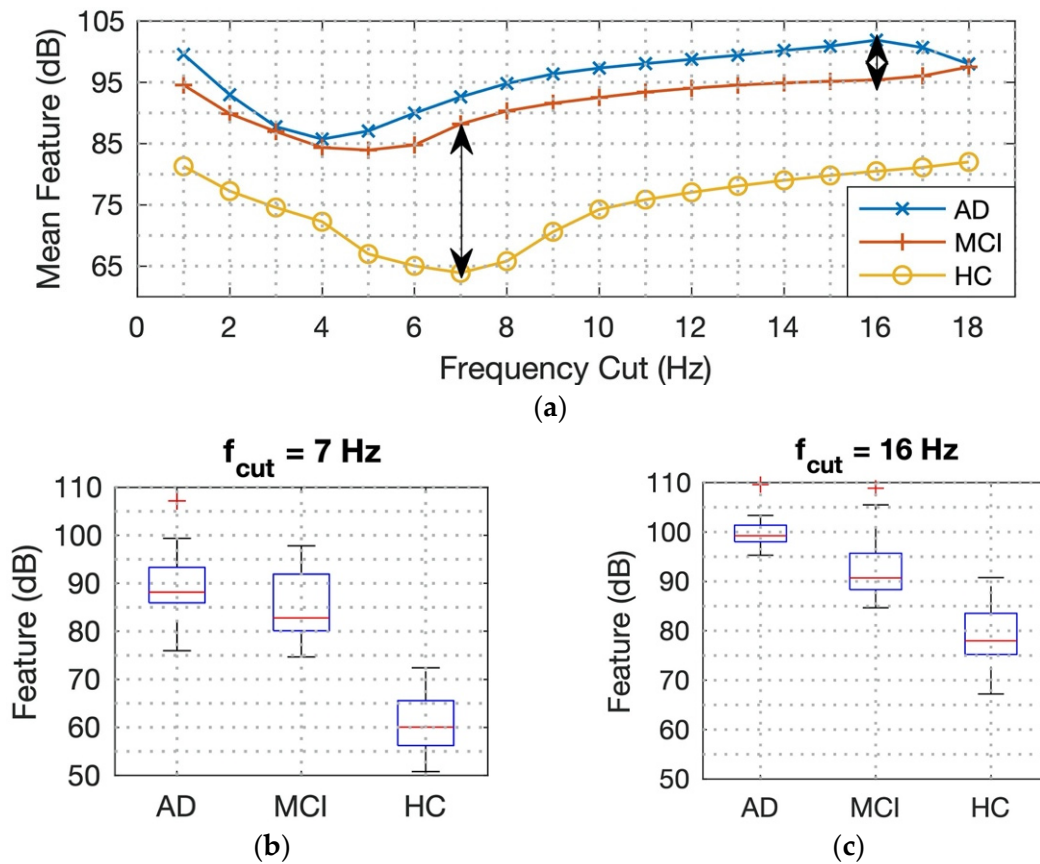 105
95
85
75
65
Mean Feature (dB)
AD
MCI
HC
0 2 4 6 8 10 12 14 16 18
Frequency Cut (Hz)
(a)
f_cut = 7 Hz
110
100
90
80
70
60
50
Feature (dB)
AD MCI HC
(b)
f_cut = 16 Hz
110
100
90
80
70
60
50
Feature (dB)
AD MCI HC
(c)